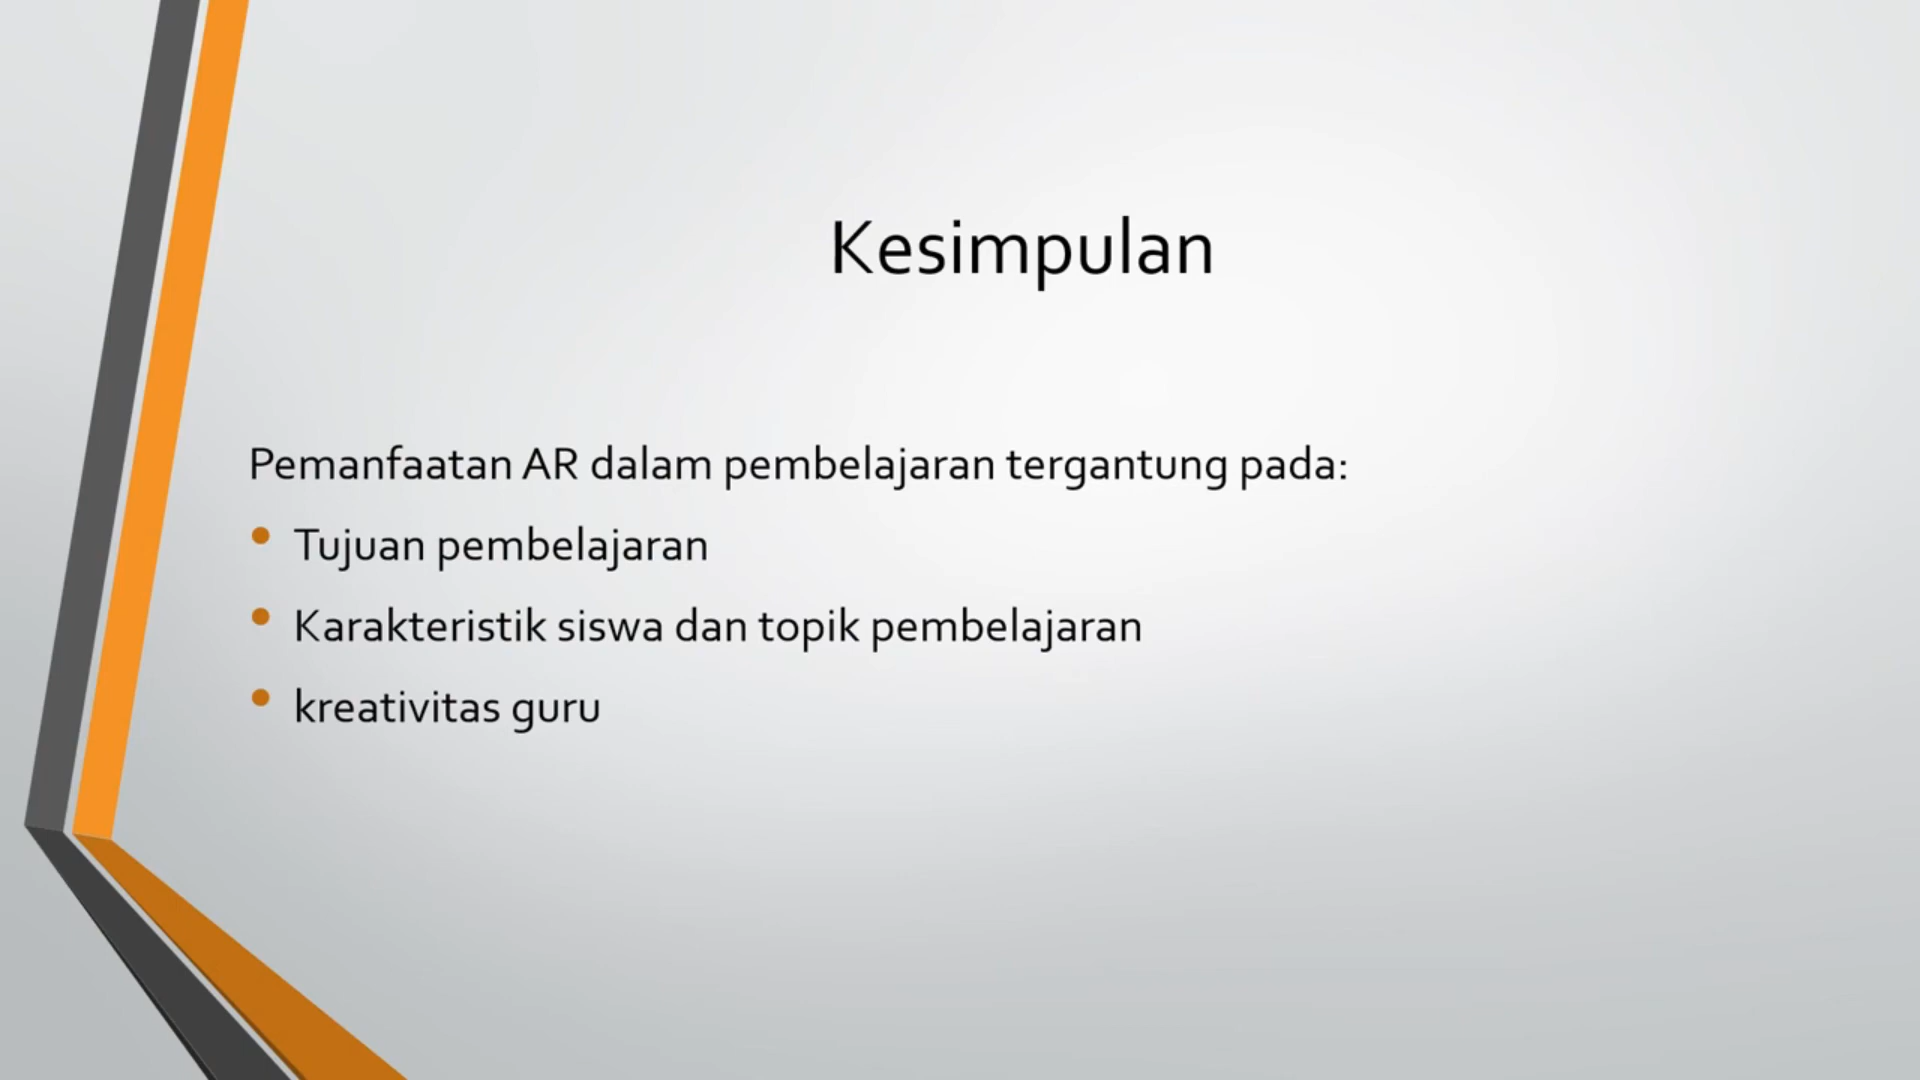 Kesimpulan
Pemanfaatan AR dalam pembelajaran tergantung pada:
• Tujuan pembelajaran
• Karakteristik siswa dan topik pembelajaran
• kreativitas guru